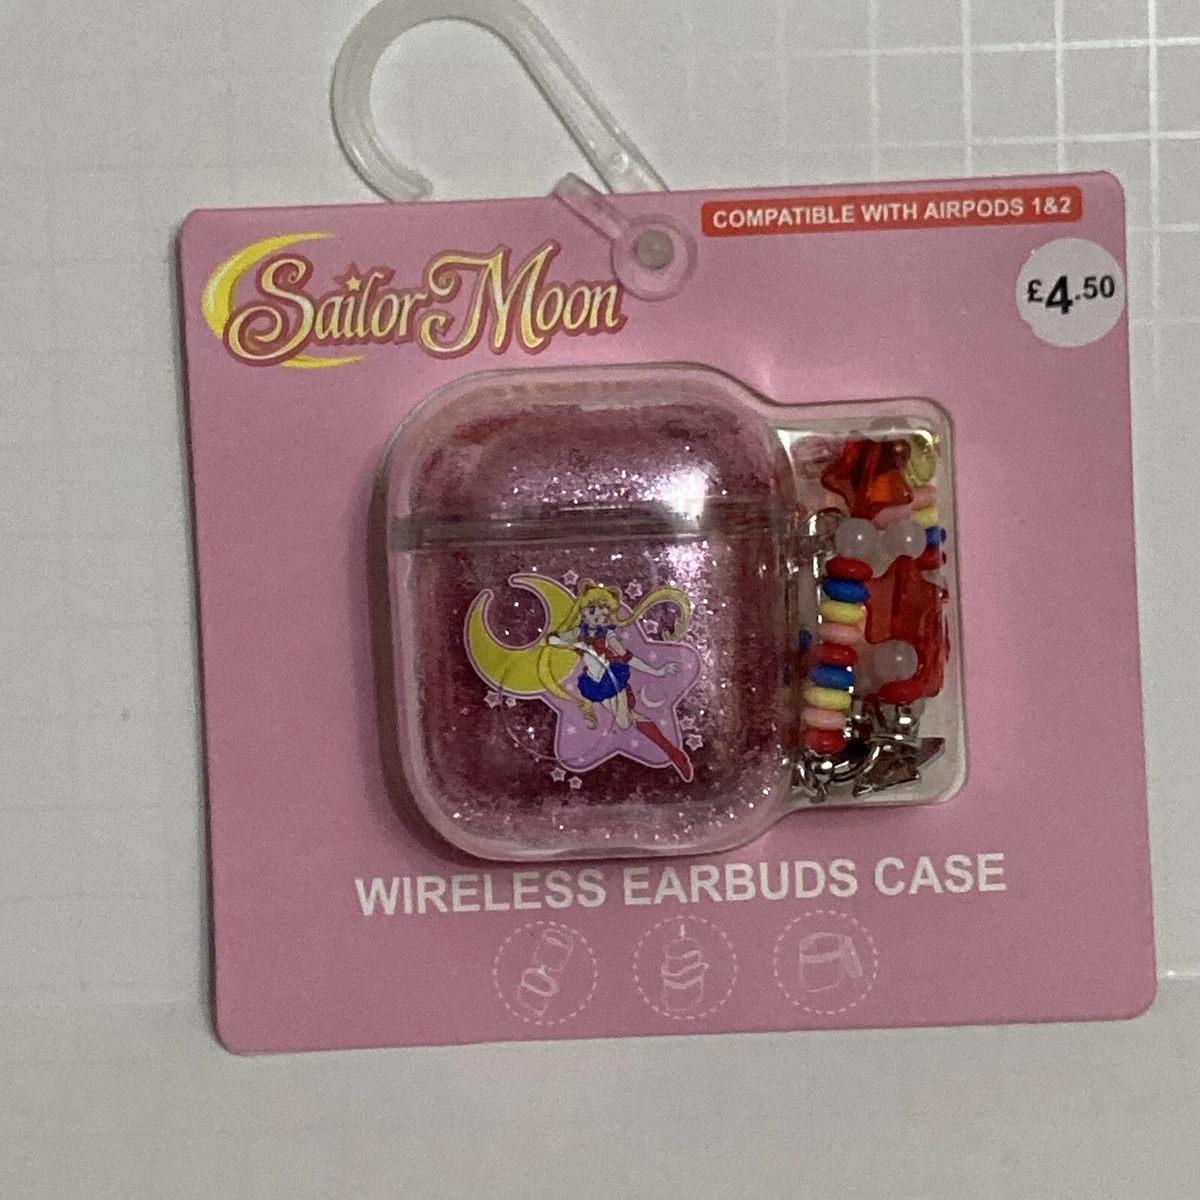 COMPATIBLE WITH AIRPODS 1&2
Sailor Moon
£4.50
WIRELESS EARBUDS CASE